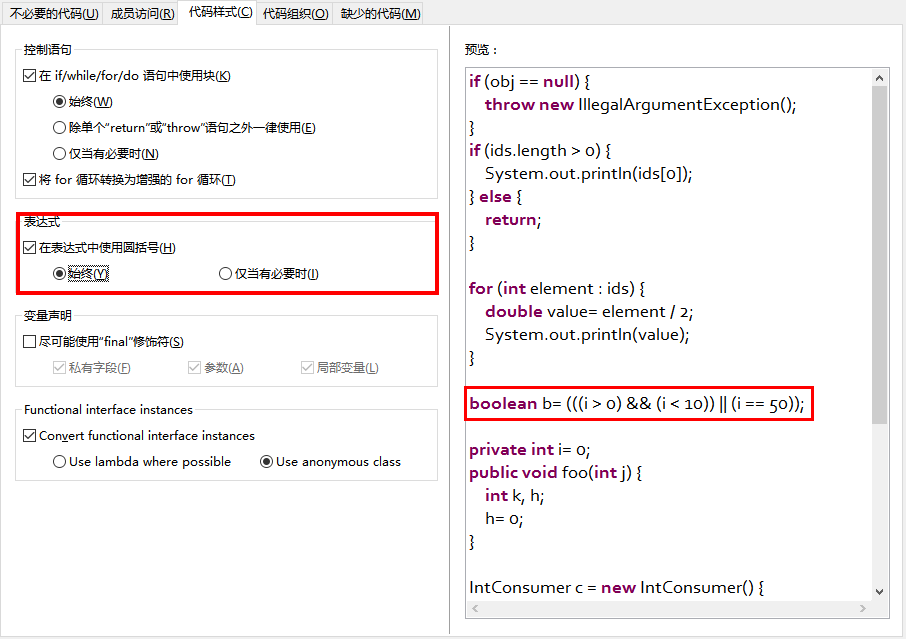 不必要的代码(U) 成员访问(R) 代码样式(C) 代码组织(O) 缺少的代码(M)
控制语句
在 if/while/for/do 语句中使用块(K)
始终(W)
除单个“return”或“throw”语句之外一律使用(E)
仅当有必要时(N)
将 for 循环转换为增强的 for 循环(T)
表达式
在表达式中使用圆括号(H)
始终(Y) 仅当有必要时(I)
变量声明
尽可能使用“final”修饰符(S)
私有字段(F) 参数(A) 局部变量(L)
Functional interface instances
Convert functional interface instances
Use lambda where possible Use anonymous class
预览：
if (obj == null) {
throw new IllegalArgumentException();
}
if (ids.length > 0) {
System.out.println(ids[0]);
} else {
return;
}
for (int element : ids) {
double value= element / 2;
System.out.println(value);
}
boolean b= (((i > 0) && (i < 10)) || (i == 50));
private int i= 0;
public void foo(int j) {
int k, h;
h= 0;
}
IntConsumer c = new IntConsumer() {